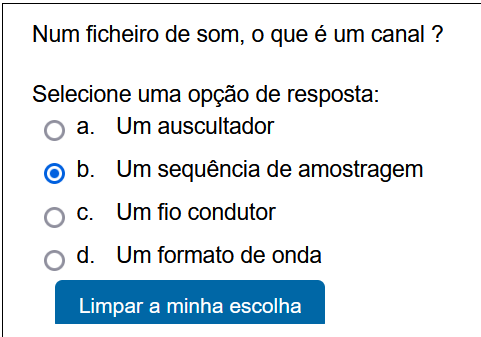 Num ficheiro de som, o que é um canal ?
Selecione uma opção de resposta:
a. Um auscultador
b. Um sequência de amostragem
c. Um fio condutor
d. Um formato de onda
Limpar a minha escolha